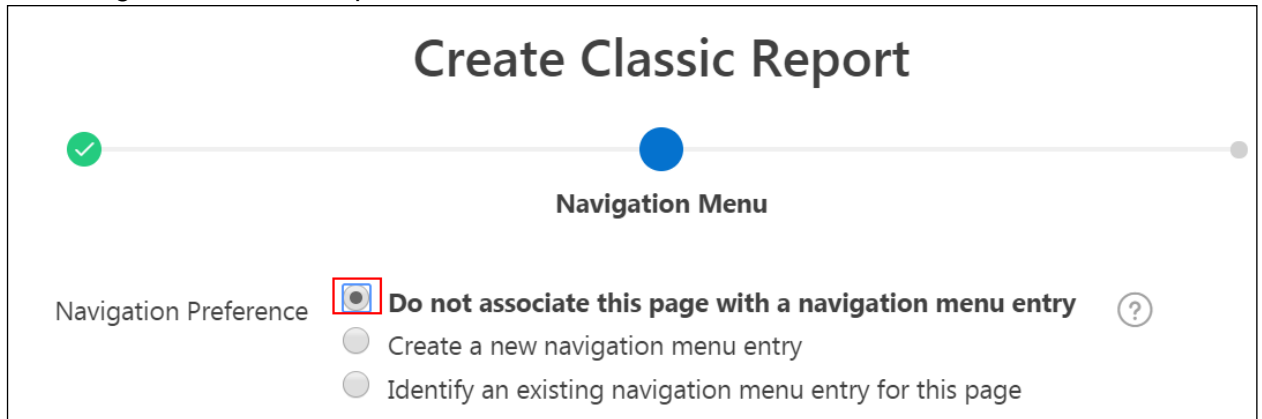 Create Classic Report
Navigation Menu
Navigation Preference
Do not associate this page with a navigation menu entry
?
Create a new navigation menu entry
Identify an existing navigation menu entry for this page